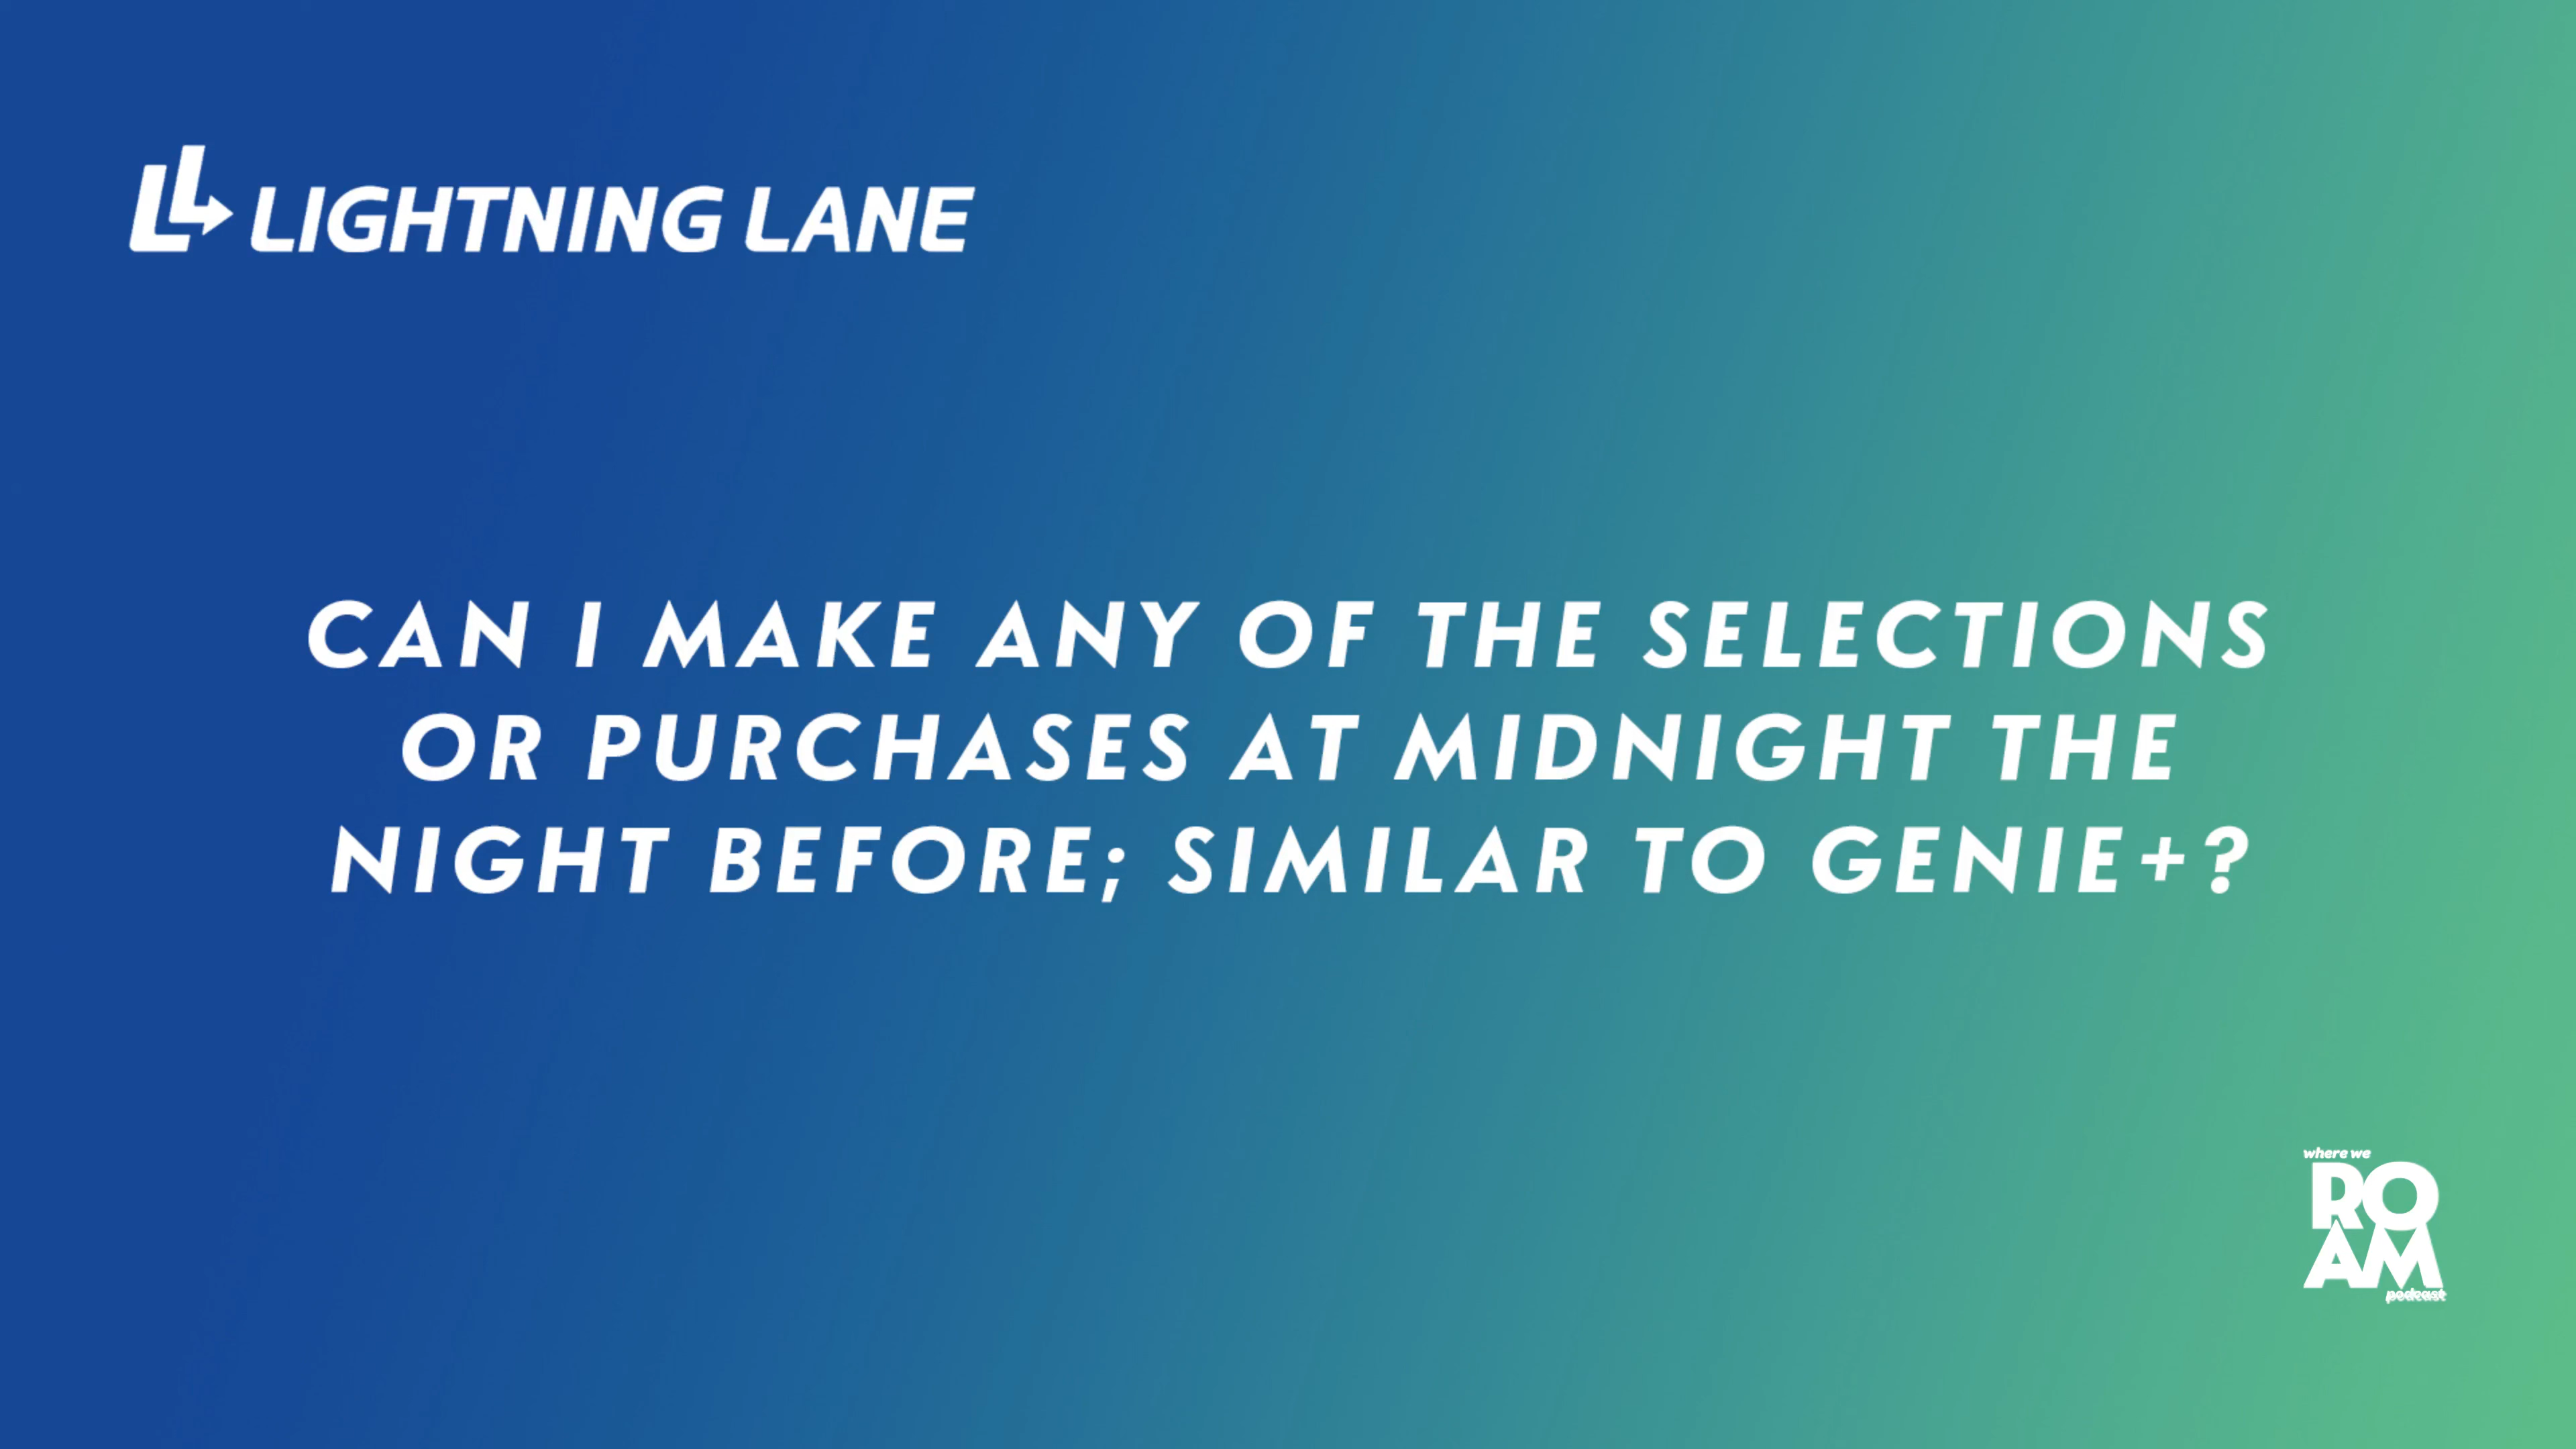 LIGHTNING LANE
CAN I MAKE ANY OF THE SELECTIONS
OR PURCHASES AT MIDNIGHT THE
NIGHT BEFORE; SIMILAR TO GENIE+?
where we
RO
AM
podcast